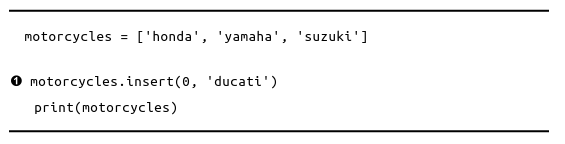 motorcycles = ['honda', 'yamaha', 'suzuki']
❶ motorcycles.insert(0, 'ducati')
print(motorcycles)